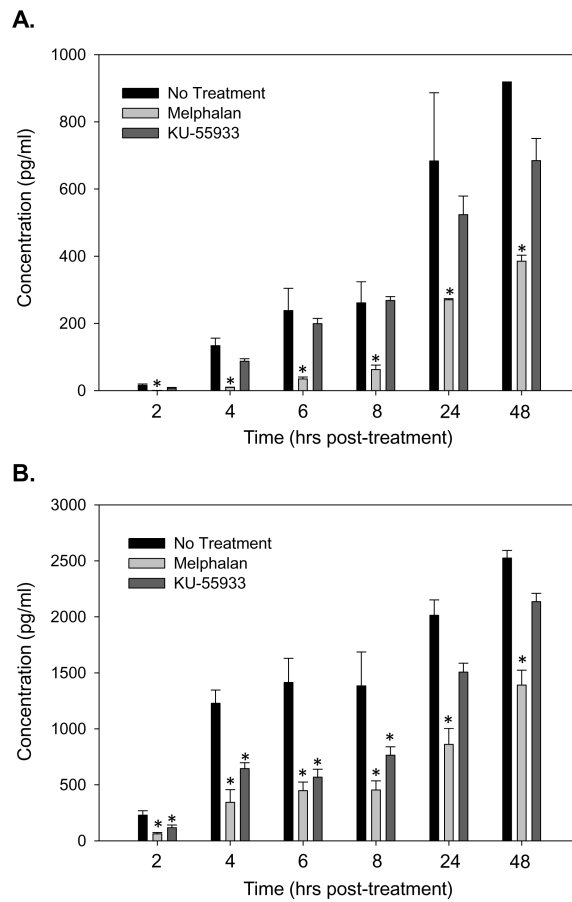 A.
1000
800
600
400
200
0
Concentration (pg/ml)
No Treatment
Melphalan
KU-55933
* * * * * *
2 4 6 8 24 48
Time (hrs post-treatment)
B.
3000
2500
2000
1500
1000
500
0
Concentration (pg/ml)
No Treatment
Melphalan
KU-55933
* * * * * * * * * *
2 4 6 8 24 48
Time (hrs post-treatment)